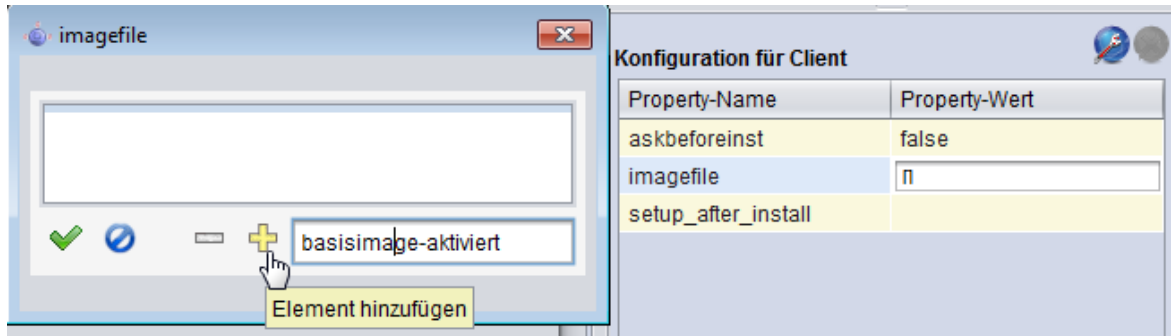 imagefile
basisimage-aktiviert
Element hinzufügen
Konfiguration für Client
Property-Name Property-Wert
askbeforeinst false
imagefile []
setup_after_install